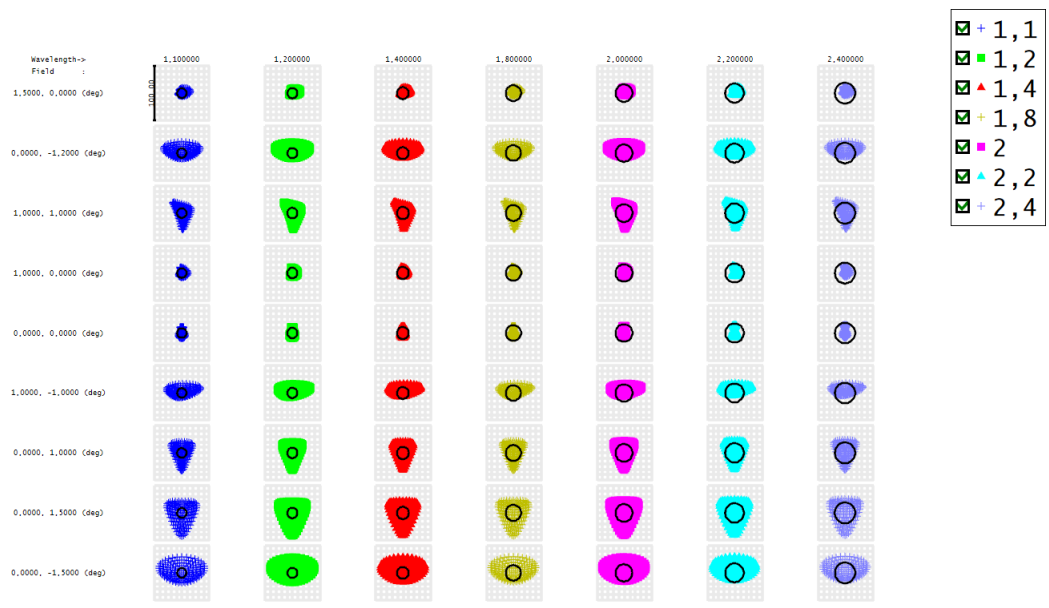 Wavelength-> 1,100000 1,200000 1,400000 1,800000 2,000000 2,200000 2,400000
Field :
100.00
1,5000, 0,0000 (deg)
0,0000, -1,2000 (deg)
1,0000, 1,0000 (deg)
1,0000, 0,0000 (deg)
0,0000, 0,0000 (deg)
1,0000, -1,0000 (deg)
0,0000, 1,0000 (deg)
0,0000, 1,5000 (deg)
0,0000, -1,5000 (deg)
1,1
1,2
1,4
1,8
2
2,2
2,4